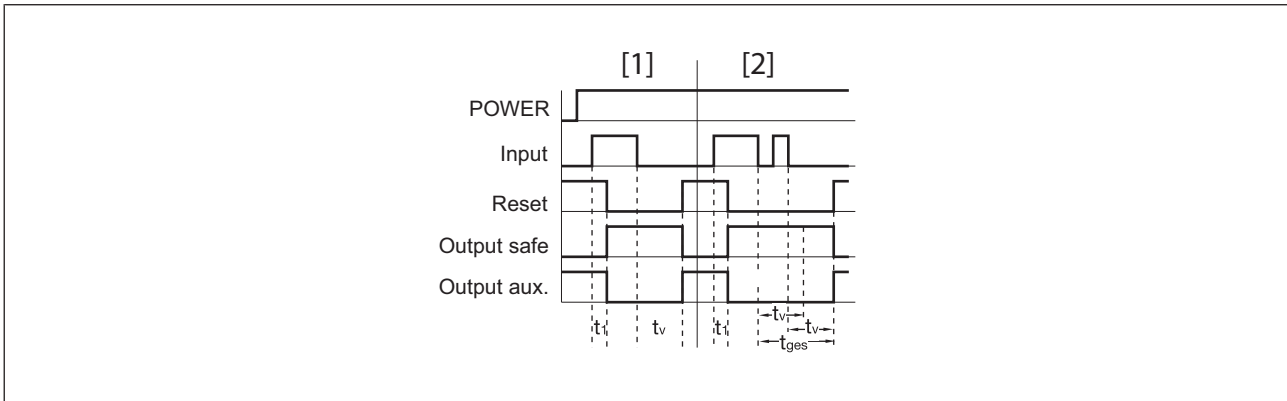 [1] [2]
POWER
Input
Reset
Output safe
Output aux.
t1 tv t1 tv
tv
tges